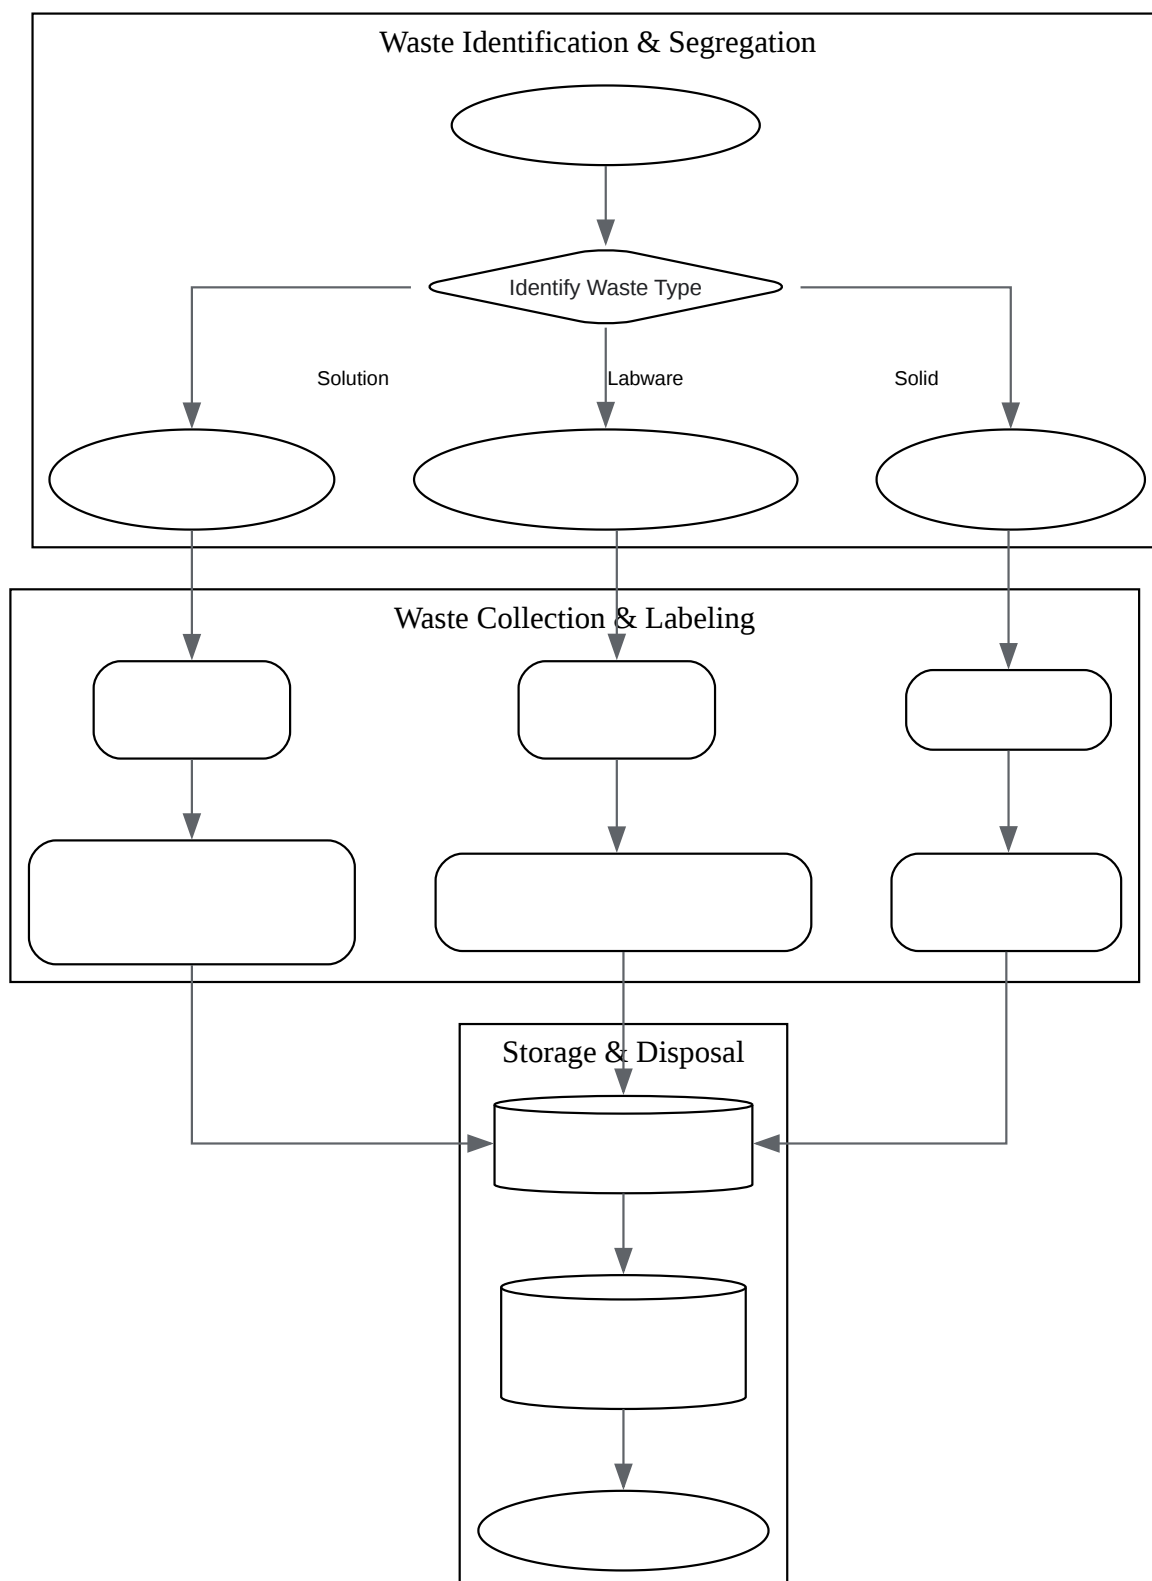 Waste Identification & Segregation
Identify Waste Type
Solution
Labware
Solid
Waste Collection & Labeling
Storage & Disposal